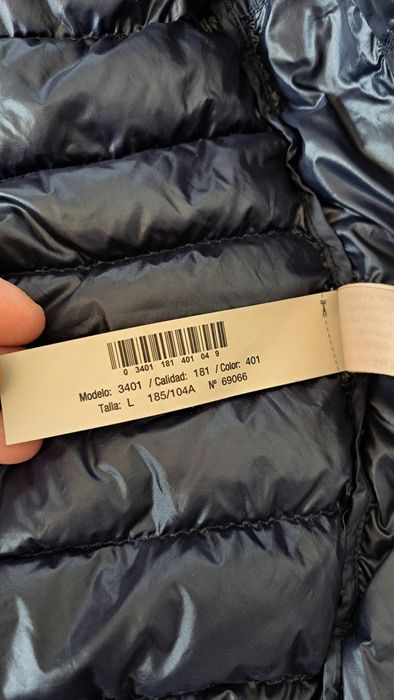 0 3401 181 401 04 9
Modelo: 3401 / Calidad: 181 / Color: 401
Talla: L 185/104A Nº 69066